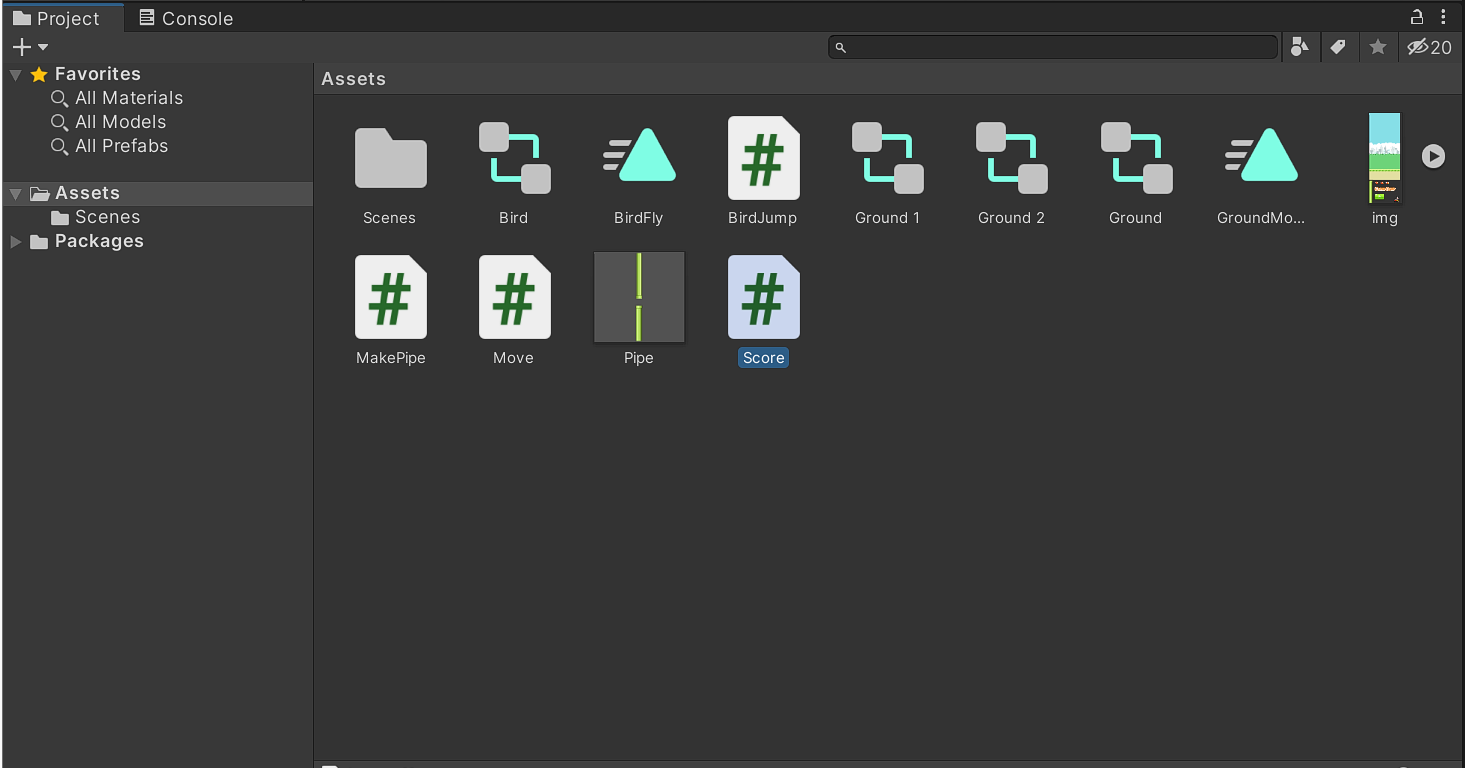 Project Console
20
Favorites
All Materials
All Models
All Prefabs
Assets
Scenes
Packages
Assets
Scenes Bird BirdFly BirdJump Ground 1 Ground 2 Ground GroundMo... img
MakePipe Move Pipe Score